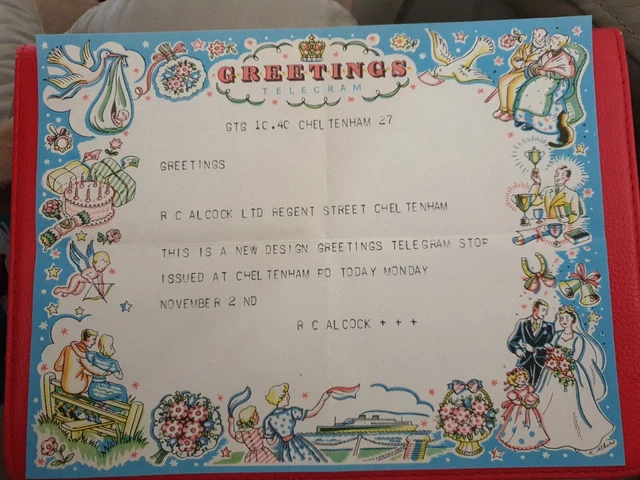 GREETINGS
TELEGRAM
GTG 10.40 CHELTENHAM 27
GREETINGS
R C ALCOCK LTD REGENT STREET CHELTENHAM
THIS IS A NEW DESIGN GREETINGS TELEGRAM STOP
ISSUED AT CHELTENHAM PO TODAY MONDAY
NOVEMBER 2 ND
R C ALCOCK + + +